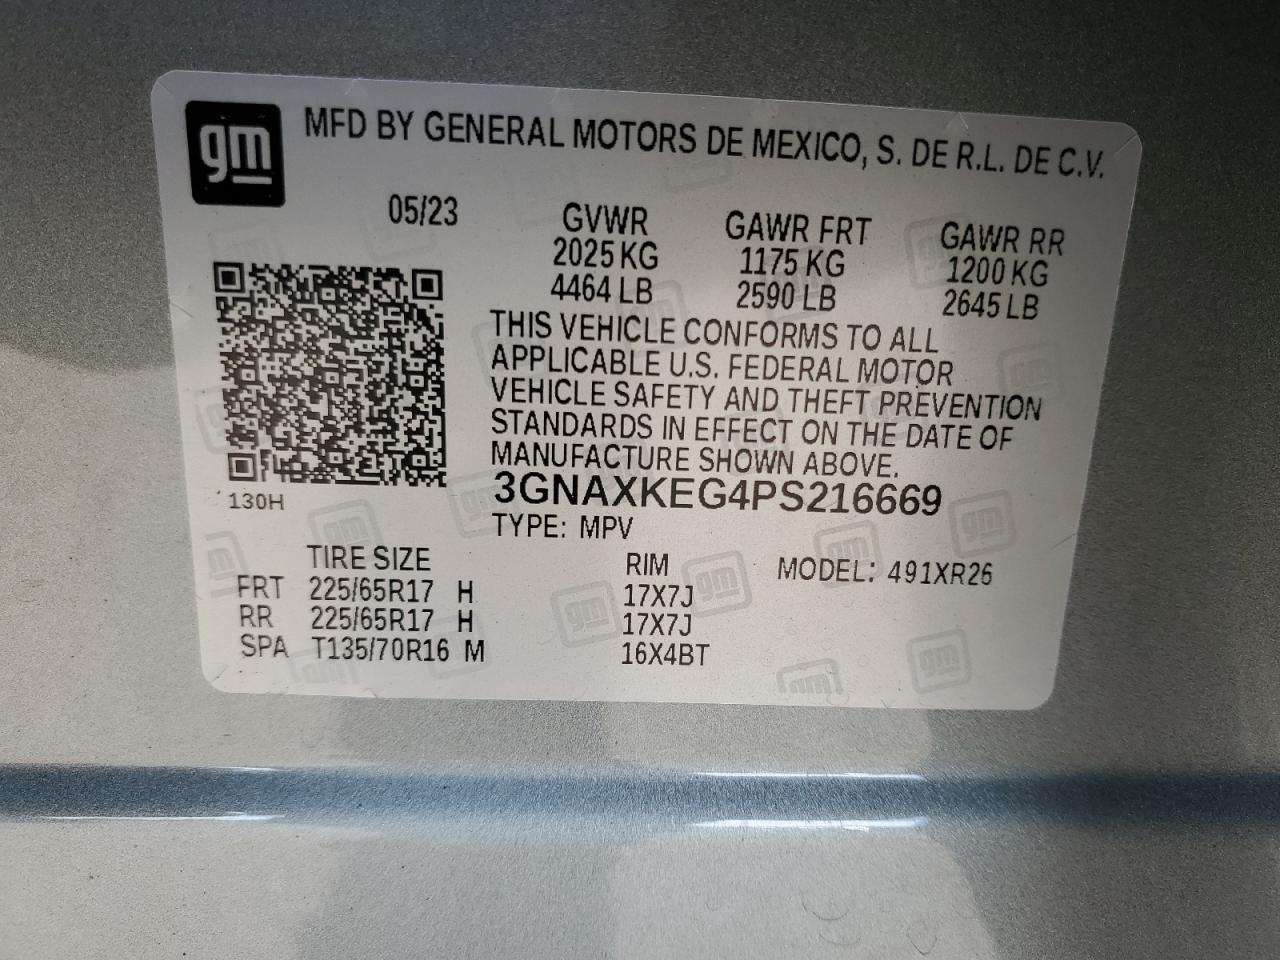 gm MFD BY GENERAL MOTORS DE MEXICO, S. DE R.L. DE C.V.
05/23 GVWR GAWR FRT GAWR RR
2025 KG 1175 KG 1200 KG
4464 LB 2590 LB 2645 LB
THIS VEHICLE CONFORMS TO ALL
APPLICABLE U.S. FEDERAL MOTOR
VEHICLE SAFETY AND THEFT PREVENTION
STANDARDS IN EFFECT ON THE DATE OF
MANUFACTURE SHOWN ABOVE.
3GNAXKEG4PS216669
130H
TYPE: MPV
TIRE SIZE RIM MODEL: 491XR26
FRT 225/65R17 H 17X7J
RR 225/65R17 H 17X7J
SPA T135/70R16 M 16X4BT